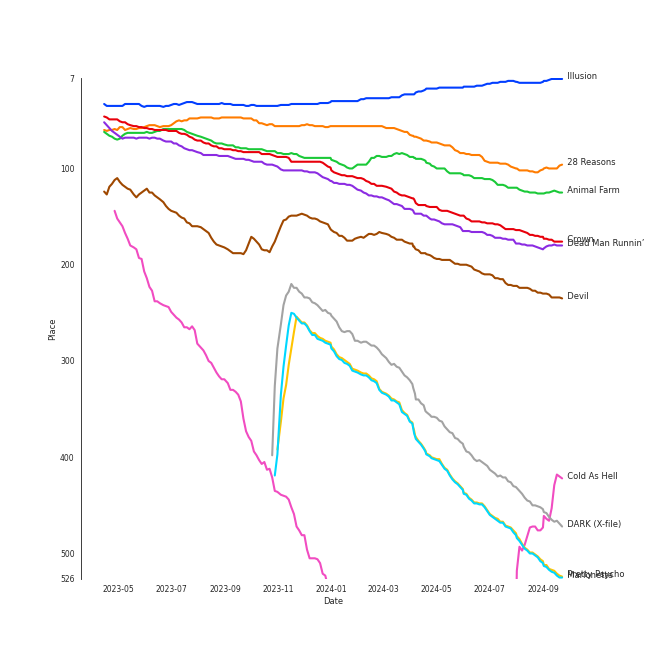 7
100
200
300
400
500
526
Place
2023-05
2023-07
2023-09
2023-11
2024-01
2024-03
2024-05
2024-07
2024-09
Date
Illusion
28 Reasons
Animal Farm
Crown
Dead Man Runnin'
Devil
Cold As Hell
DARK (X-file)
Pretty Psycho
Marionette